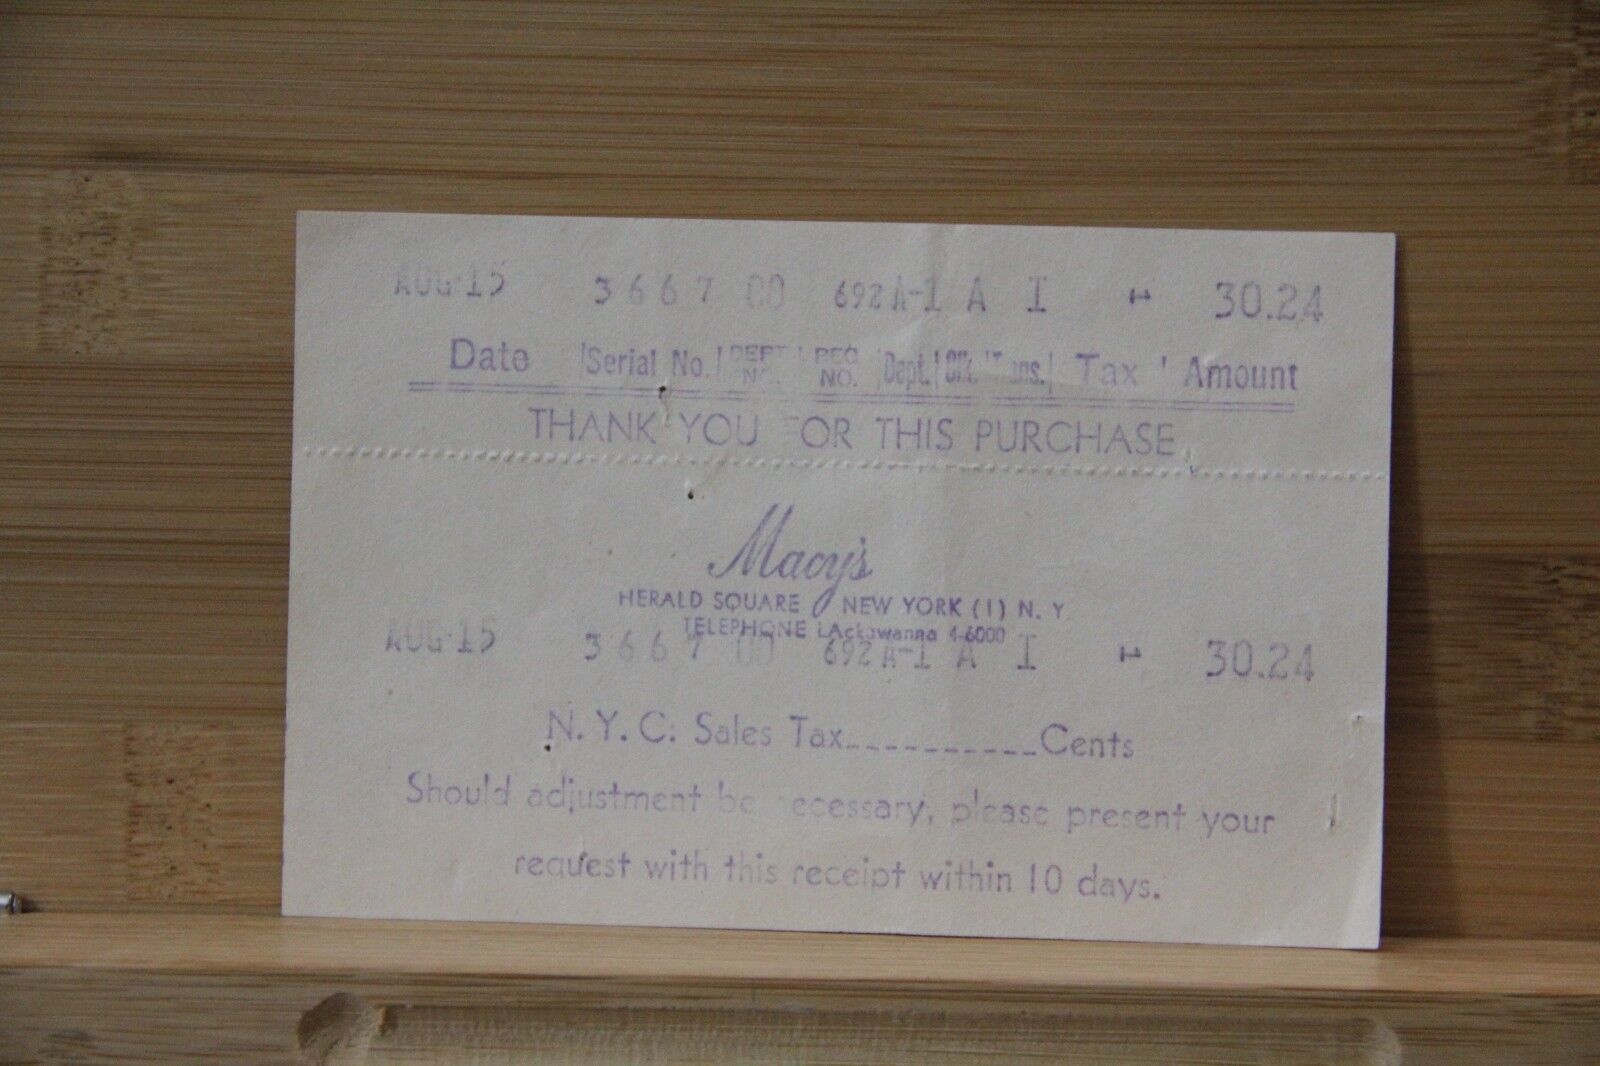 AUG-15 3667 00 692 A-1 A I 30.24
Date Serial No. DEPT NO. REG NO. Dept. Trans. Tax Amount
THANK YOU FOR THIS PURCHASE
Macy's
HERALD SQUARE NEW YORK (1) N. Y
TELEPHONE LAckawanna 4-6000
AUG-15 3667 00 692 A-1 A I 30.24
N. Y. C. Sales Tax___________Cents
Should adjustment be necessary, please present your
request with this receipt within 10 days.